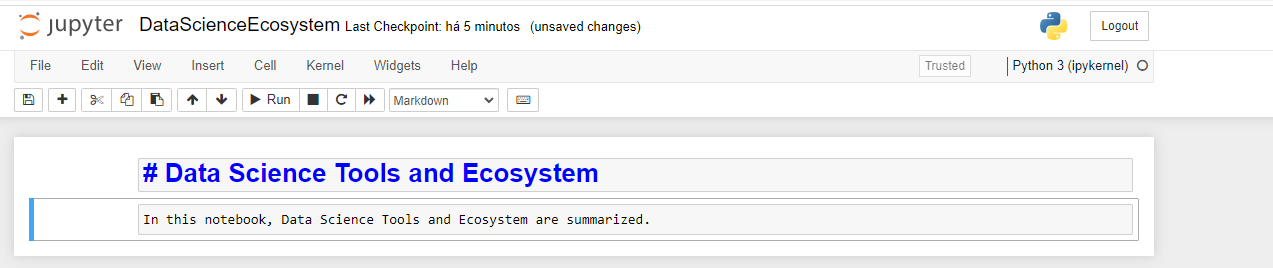 jupyter DataScienceEcosystem Last Checkpoint: há 5 minutos (unsaved changes) Logout
File Edit View Insert Cell Kernel Widgets Help Trusted Python 3 (ipykernel)
Run Markdown
# Data Science Tools and Ecosystem
In this notebook, Data Science Tools and Ecosystem are summarized.